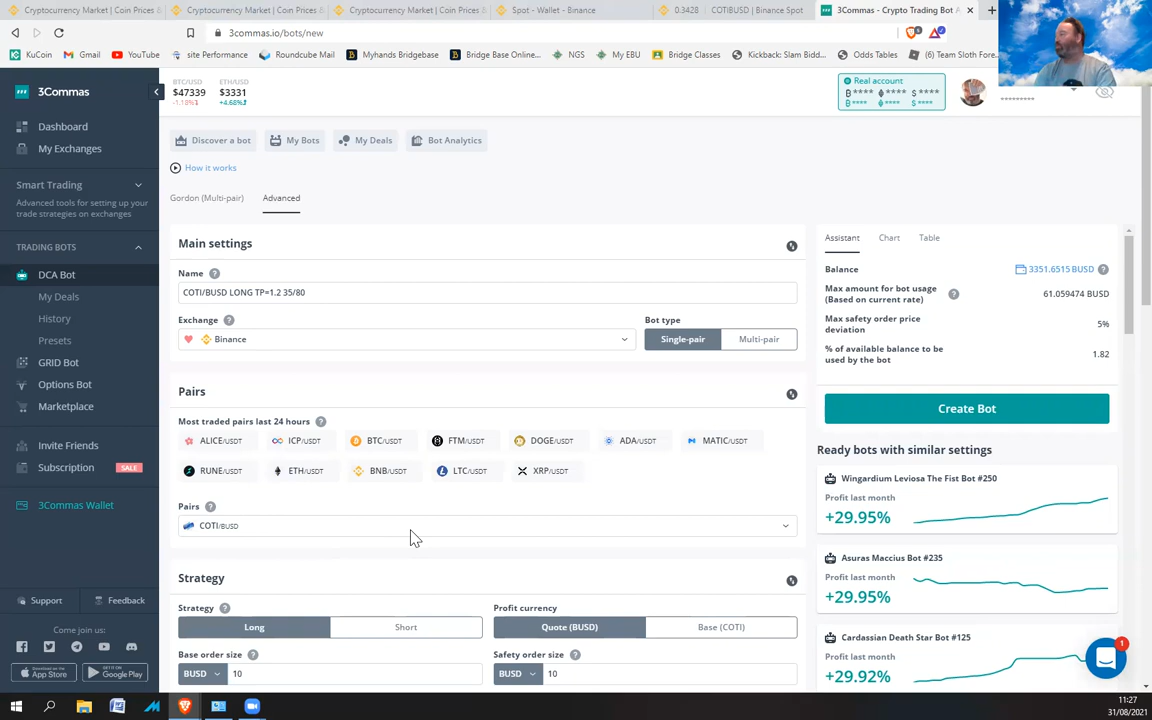 Cryptocurrency Market | Coin Prices &
Cryptocurrency Market | Coin Prices &
Cryptocurrency Market | Coin Prices &
Spot - Wallet - Binance
0.3428 COTIBUSD | Binance Spot
3Commas - Crypto Trading Bot
3commas.io/bots/new
KuCoin
Gmail
YouTube
site Performance
Roundcube Mail
Myhands Bridgebase
Bridge Base Online...
NGS
My EBU
Bridge Classes
Kickback: Slam Bidd...
Odds Tables
(6) Team Sloth Fore
3Commas
BTC/USD
$47339
-1.18%
ETH/USD
$3331
+4.68%
Real account
B **** **** $ ****
B **** **** $ ****
*********
Dashboard
My Exchanges
Smart Trading
Advanced tools for setting up your
trade strategies on exchanges
TRADING BOTS
DCA Bot
My Deals
History
Presets
GRID Bot
Options Bot
Marketplace
Invite Friends
Subscription SALE
3Commas Wallet
Support
Feedback
Come join us:
App Store
Google Play
Discover a bot
My Bots
My Deals
Bot Analytics
How it works
Gordon (Multi-pair)
Advanced
Main settings
Name ?
COTI/BUSD LONG TP=1.2 35/80
Exchange ?
Binance
Bot type
Single-pair
Multi-pair
Pairs
Most traded pairs last 24 hours ?
ALICE/USDT
ICP/USDT
BTC/USDT
FTM/USDT
DOGE/USDT
ADA/USDT
MATIC/USDT
RUNE/USDT
ETH/USDT
BNB/USDT
LTC/USDT
XRP/USDT
Pairs ?
COTI/BUSD
Strategy
Strategy ?
Long
Short
Profit currency
Quote (BUSD)
Base (COTI)
Base order size ?
BUSD 10
Safety order size ?
BUSD 10
Assistant
Chart
Table
Balance 3351.6515 BUSD ?
Max amount for bot usage
(Based on current rate) ? 61.059474 BUSD
Max safety order price
deviation 5%
% of available balance to be
used by the bot 1.82
Create Bot
Ready bots with similar settings
Wingardium Leviosa The Fist Bot #250
Profit last month
+29.95%
Asuras Maccius Bot #235
Profit last month
+29.95%
Cardassian Death Star Bot #125
Profit last month
+29.92%
1
11:27
31/08/2021